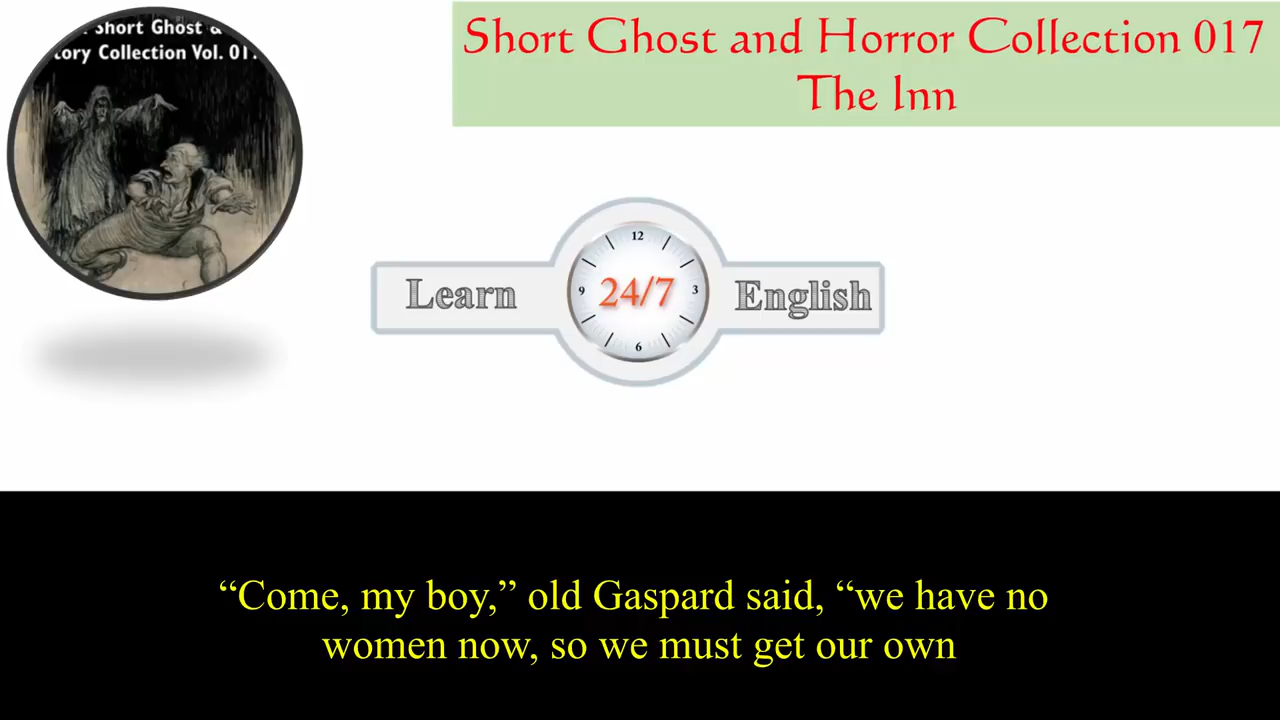 Short Ghost &
tory Collection Vol. 01
Short Ghost and Horror Collection 017
The Inn
Learn
24/7
English
12
9
3
6
“Come, my boy,” old Gaspard said, “we have no
women now, so we must get our own